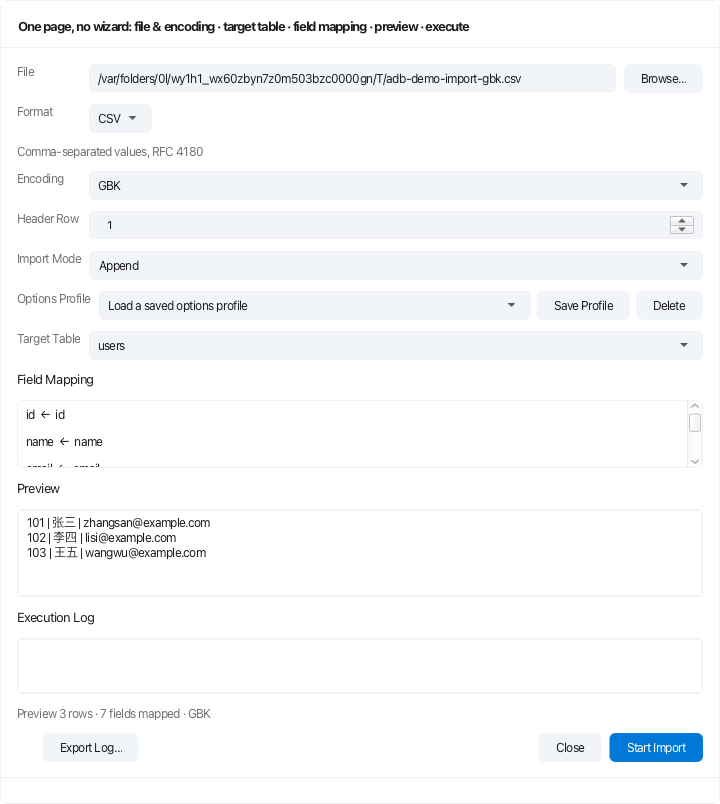 One page, no wizard: file & encoding · target table · field mapping · preview · execute
File
/var/folders/0l/wy1h1_wx60zbyn7z0m503bzc0000gn/T/adb-demo-import-gbk.csv
Browse...
Format
CSV
Comma-separated values, RFC 4180
Encoding
GBK
Header Row
1
Import Mode
Append
Options Profile
Load a saved options profile
Save Profile
Delete
Target Table
users
Field Mapping
id ← id
name ← name
email ← email
Preview
101 | 张三 | zhangsan@example.com
102 | 李四 | lisi@example.com
103 | 王五 | wangwu@example.com
Execution Log
Preview 3 rows · 7 fields mapped · GBK
Export Log...
Close
Start Import